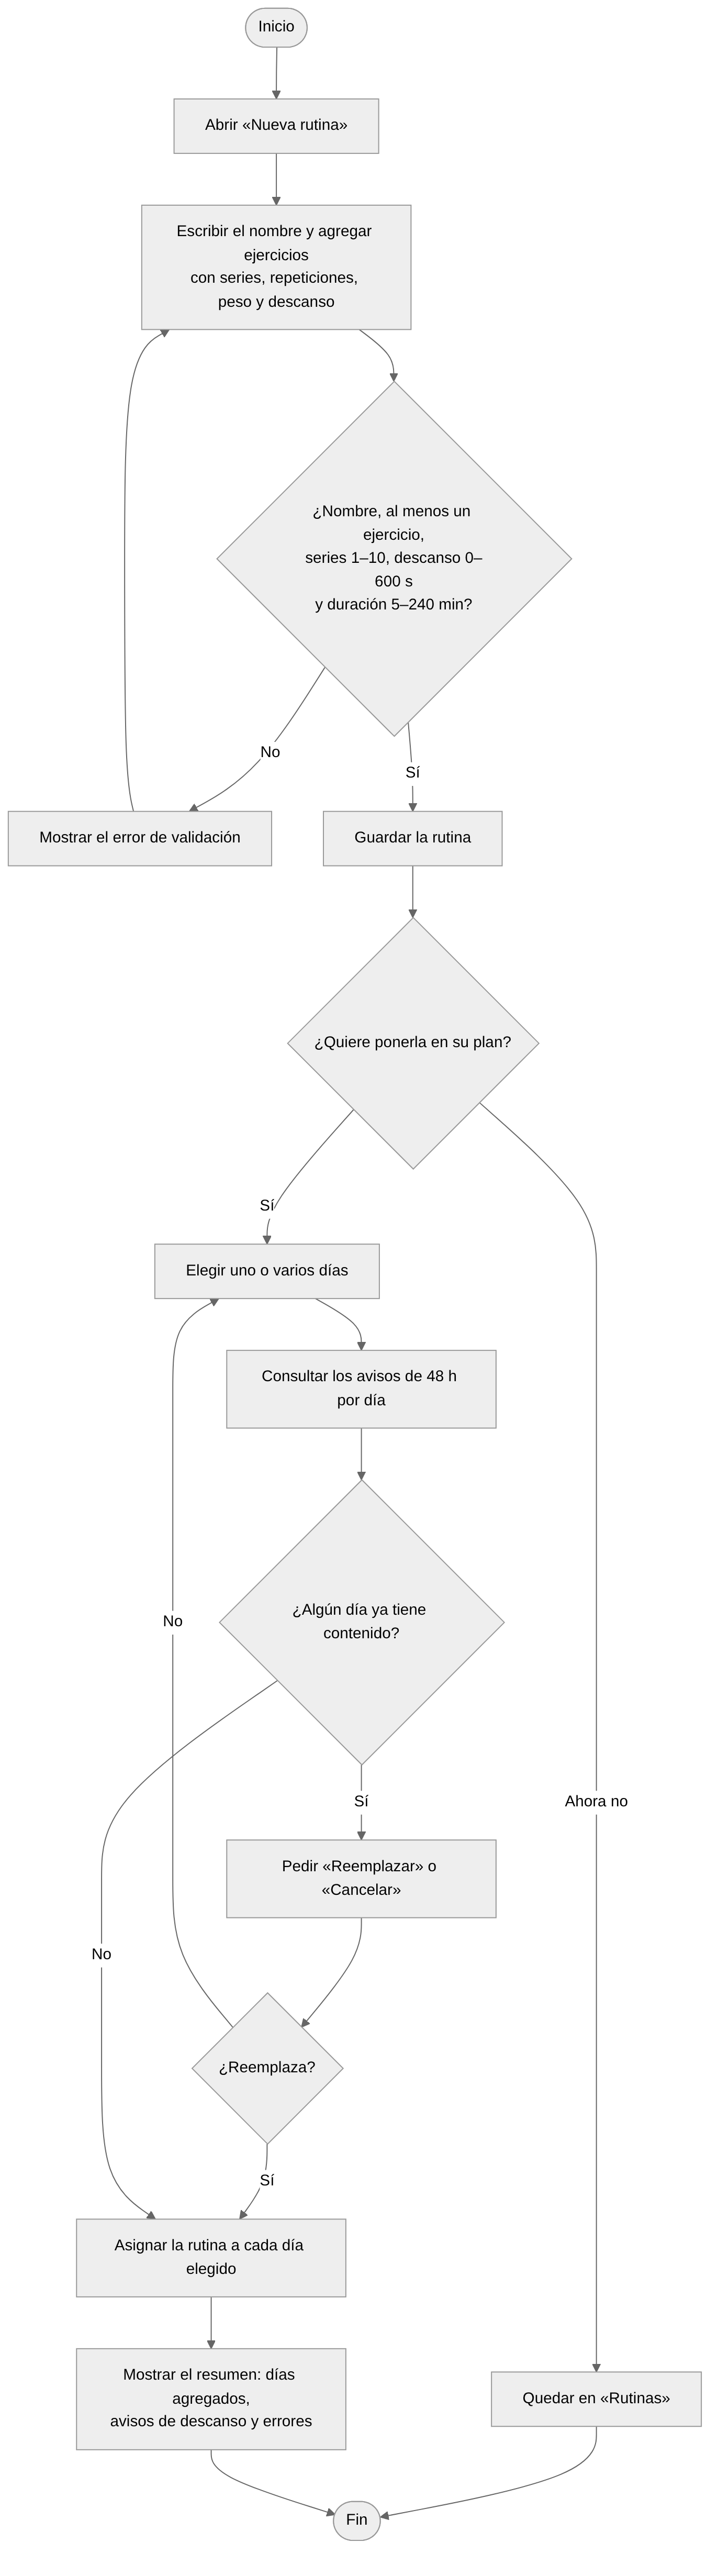 Inicio
Abrir «Nueva rutina»
Escribir el nombre y agregar
ejercicios
con series, repeticiones,
peso y descanso
¿Nombre, al menos un
ejercicio,
series 1–10, descanso 0–
600 s
y duración 5–240 min?
No
Sí
Mostrar el error de validación
Guardar la rutina
¿Quiere ponerla en su plan?
Sí
Elegir uno o varios días
Consultar los avisos de 48 h
por día
¿Algún día ya tiene
contenido?
No
Sí
Ahora no
Pedir «Reemplazar» o
«Cancelar»
No
¿Reemplaza?
Sí
Asignar la rutina a cada día
elegido
Mostrar el resumen: días
agregados,
avisos de descanso y errores
Quedar en «Rutinas»
Fin